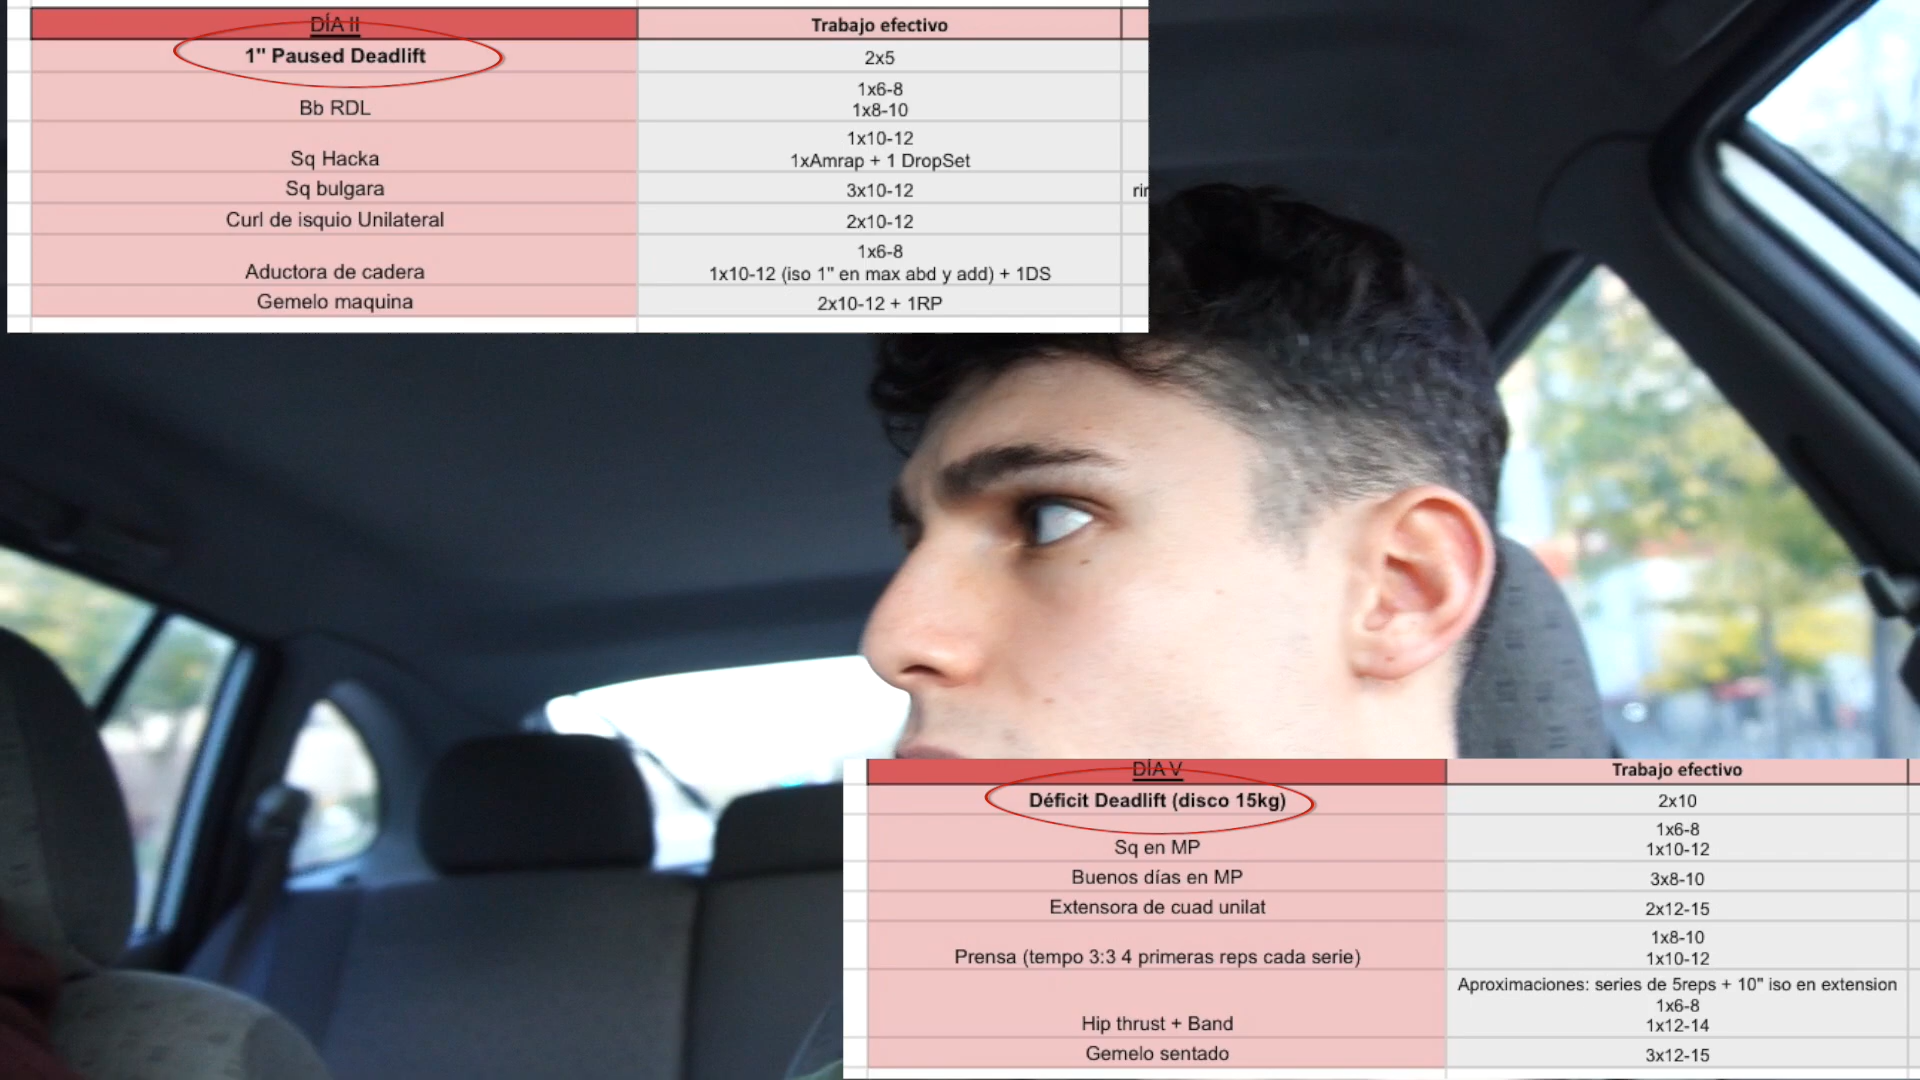 DÍA II
Trabajo efectivo
1" Paused Deadlift
2x5
Bb RDL
1x6-8
1x8-10
Sq Hacka
1x10-12
1xAmrap + 1 DropSet
Sq bulgara
3x10-12
Curl de isquio Unilateral
2x10-12
Aductora de cadera
1x6-8
1x10-12 (iso 1" en max abd y add) + 1DS
Gemelo maquina
2x10-12 + 1RP
DÍA V
Trabajo efectivo
Déficit Deadlift (disco 15kg)
2x10
Sq en MP
1x6-8
1x10-12
Buenos días en MP
3x8-10
Extensora de cuad unilat
2x12-15
Prensa (tempo 3:3 4 primeras reps cada serie)
1x8-10
1x10-12
Hip thrust + Band
Aproximaciones: series de 5reps + 10" iso en extension
1x6-8
1x12-14
Gemelo sentado
3x12-15